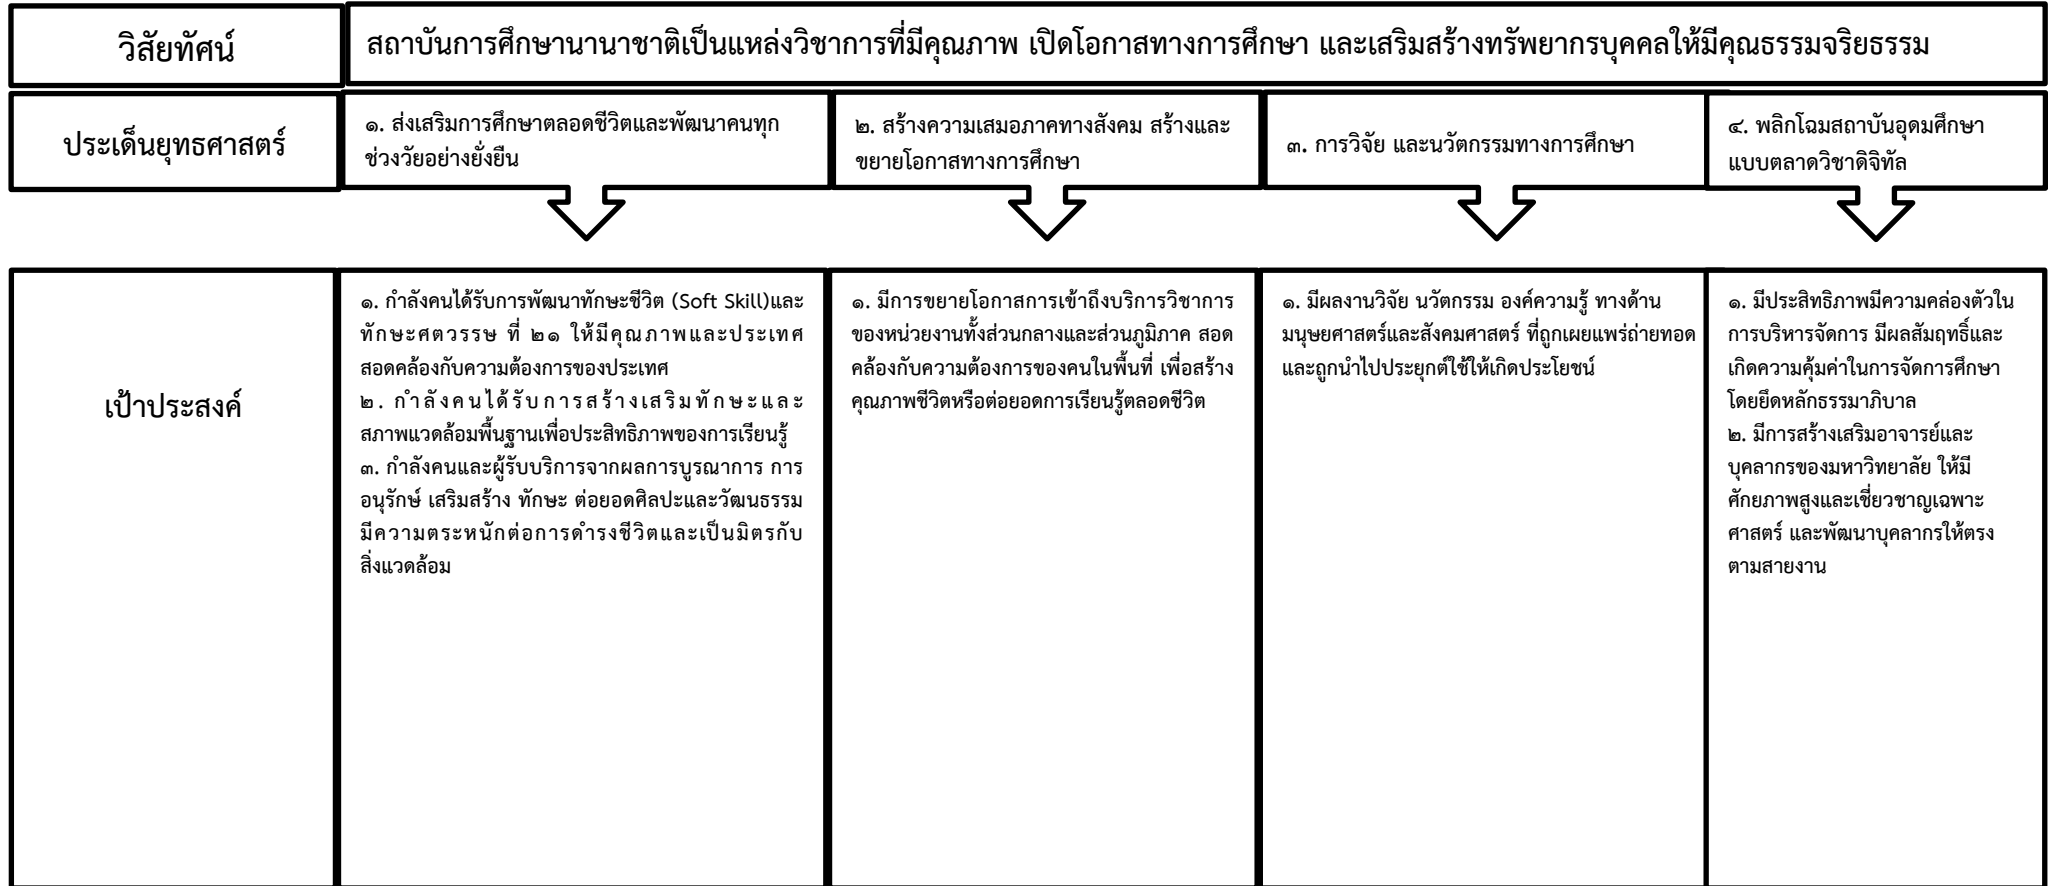 วิสัยทัศน์
สถาบันการศึกษานานาชาติเป็นแหล่งวิชาการที่มีคุณภาพ เปิดโอกาสทางการศึกษา และเสริมสร้างทรัพยากรบุคคลให้มีคุณธรรมจริยธรรม
ประเด็นยุทธศาสตร์
๑. ส่งเสริมการศึกษาตลอดชีวิตและพัฒนาคนทุก
ช่วงวัยอย่างยั่งยืน
๒. สร้างความเสมอภาคทางสังคม สร้างและ
ขยายโอกาสทางการศึกษา
๓. การวิจัย และนวัตกรรมทางการศึกษา
๔. พลิกโฉมสถาบันอุดมศึกษา
แบบตลาดวิชาดิจิทัล
เป้าประสงค์
๑. กำลังคนได้รับการพัฒนาทักษะชีวิต (Soft Skill)และ
ทักษะศตวรรษ ที่ ๒๑ ให้มีคุณภาพและประเทศ
สอดคล้องกับความต้องการของประเทศ
๒. กำลังคนได้รับการสร้างเสริมทักษะและ
สภาพแวดล้อมพื้นฐานเพื่อประสิทธิภาพของการเรียนรู้
๓. กำลังคนและผู้รับบริการจากผลการบูรณาการ การ
อนุรักษ์ เสริมสร้าง ทักษะ ต่อยอดศิลปะและวัฒนธรรม
มีความตระหนักต่อการดำรงชีวิตและเป็นมิตรกับ
สิ่งแวดล้อม
๑. มีการขยายโอกาสการเข้าถึงบริการวิชาการ
ของหน่วยงานทั้งส่วนกลางและส่วนภูมิภาค สอด
คล้องกับความต้องการของคนในพื้นที่ เพื่อสร้าง
คุณภาพชีวิตหรือต่อยอดการเรียนรู้ตลอดชีวิต
๑. มีผลงานวิจัย นวัตกรรม องค์ความรู้ ทางด้าน
มนุษยศาสตร์และสังคมศาสตร์ ที่ถูกเผยแพร่ถ่ายทอด
และถูกนำไปประยุกต์ใช้ให้เกิดประโยชน์
๑. มีประสิทธิภาพมีความคล่องตัวใน
การบริหารจัดการ มีผลสัมฤทธิ์และ
เกิดความคุ้มค่าในการจัดการศึกษา
โดยยึดหลักธรรมาภิบาล
๒. มีการสร้างเสริมอาจารย์และ
บุคลากรของมหาวิทยาลัย ให้มี
ศักยภาพสูงและเชี่ยวชาญเฉพาะ
ศาสตร์ และพัฒนาบุคลากรให้ตรง
ตามสายงาน